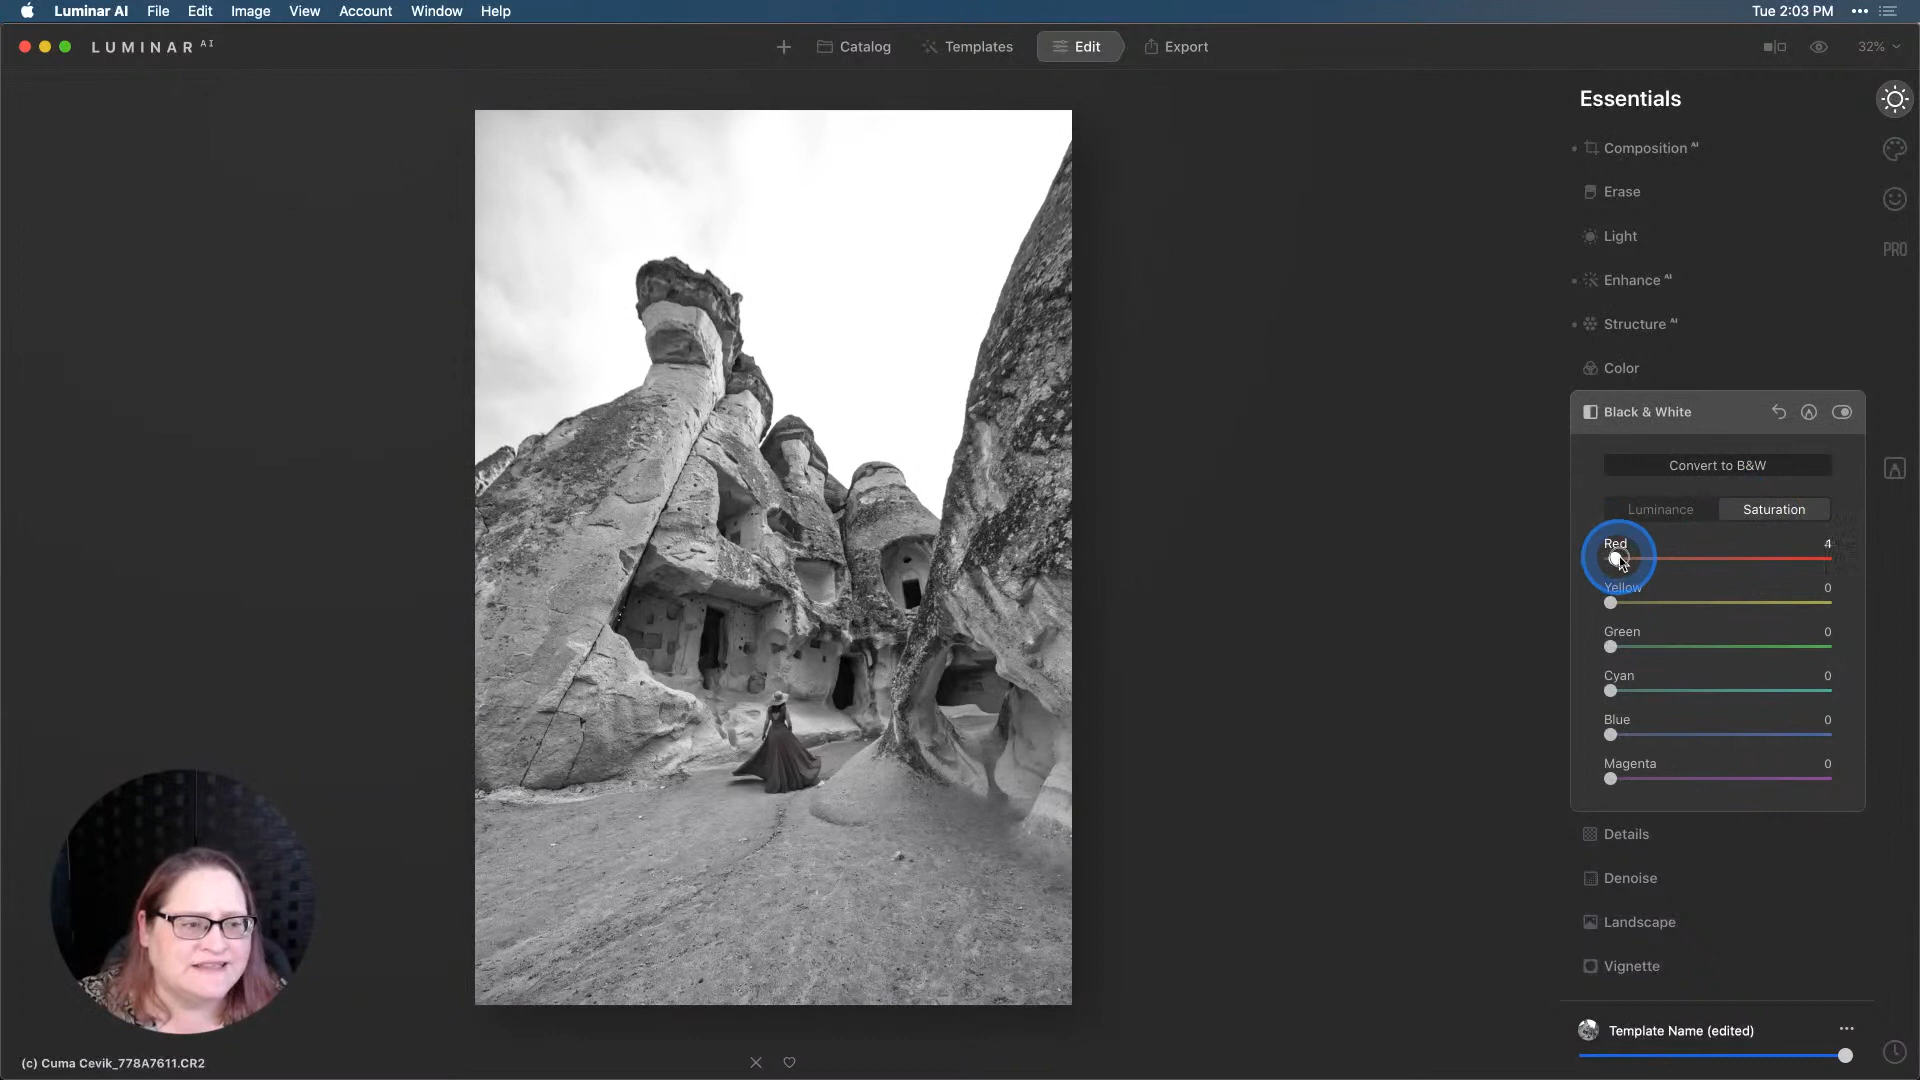 Luminar AI File Edit Image View Account Window Help Tue 2:03 PM
LUMINAR AI Catalog Templates Edit Export 32%
Essentials
Composition AI
Erase
Light
PRO
Enhance AI
Structure AI
Color
Black & White
Convert to B&W
Luminance Saturation
Red 4
Yellow 0
Green 0
Cyan 0
Blue 0
Magenta 0
Details
Denoise
Landscape
Vignette
Template Name (edited)
(c) Cuma Cevik_778A7611.CR2